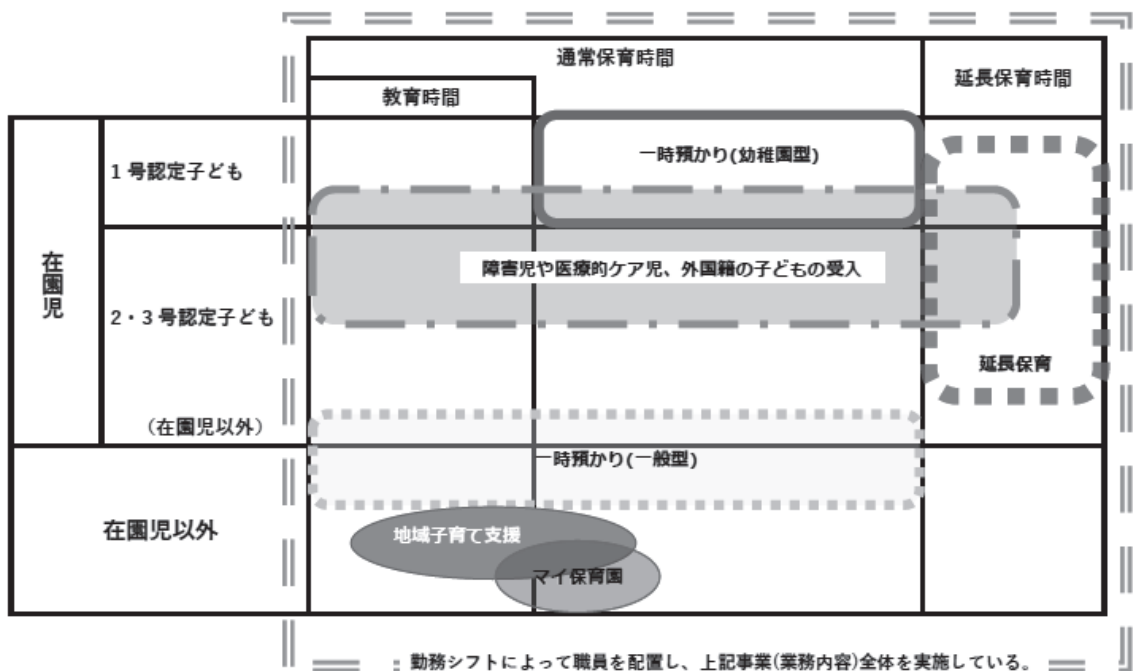 通常保育時間
延長保育時間
教育時間
在園児
1号認定子ども
一時預かり(幼稚園型)
障害児や医療的ケア児、外国籍の子どもの受入
2・3号認定子ども
延長保育
（在園児以外）
一時預かり(一般型)
在園児以外
地域子育て支援
マイ保育園
勤務シフトによって職員を配置し、上記事業(業務内容)全体を実施している。